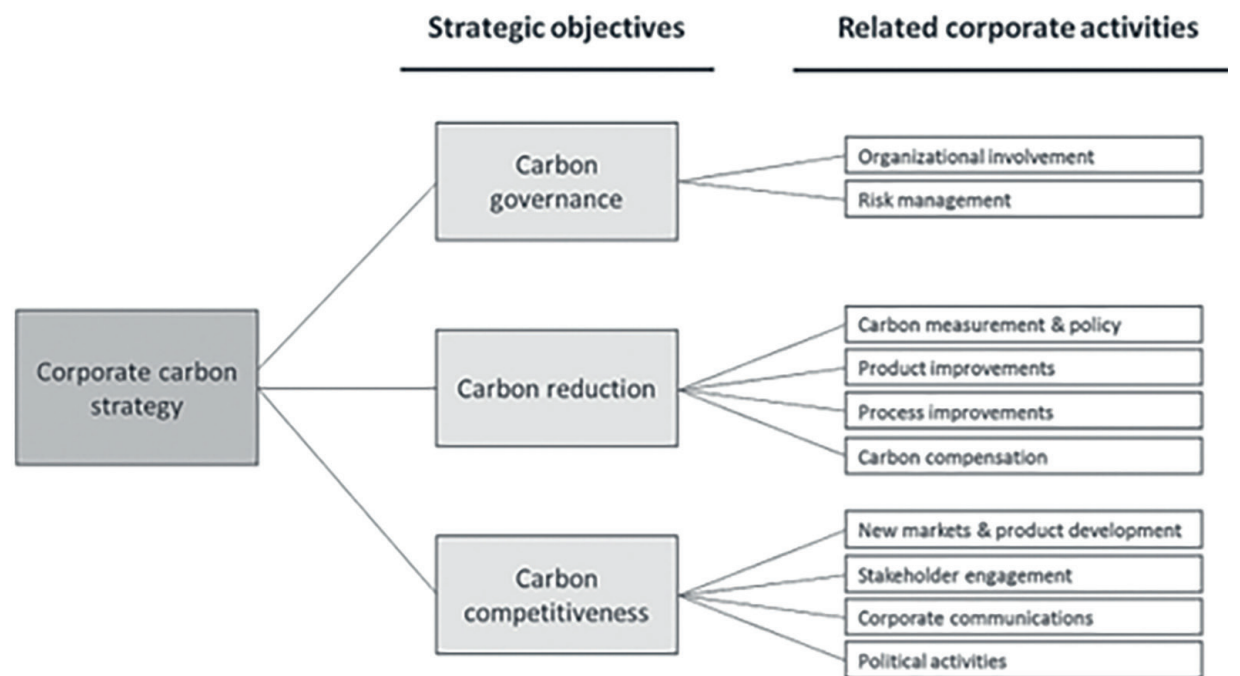 Strategic objectives
Related corporate activities
Carbon
governance
Organizational involvement
Risk management
Corporate carbon
strategy
Carbon reduction
Carbon measurement & policy
Product improvements
Process improvements
Carbon compensation
Carbon
competitiveness
New markets & product development
Stakeholder engagement
Corporate communications
Political activities